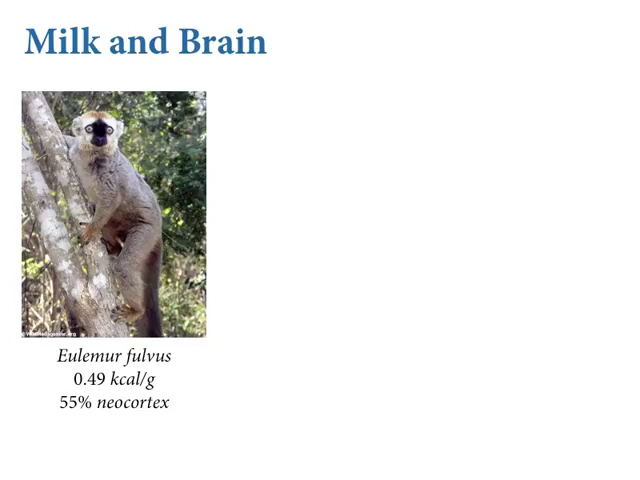 Milk and Brain
Eulemur fulvus
0.49 kcal/g
55% neocortex